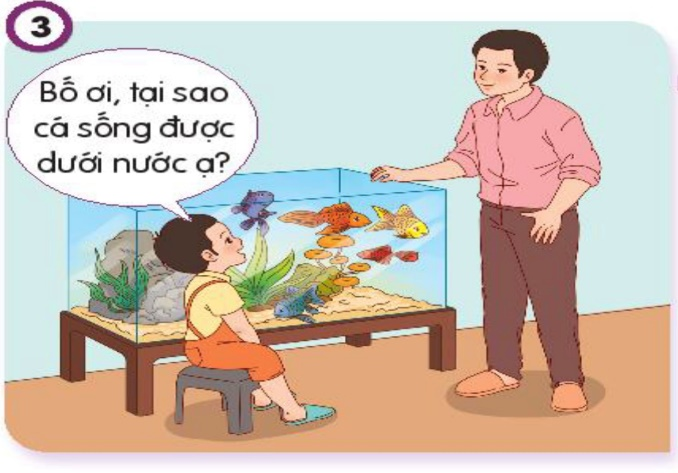 3
Bố ơi, tại sao
cá sống được
dưới nước ạ?